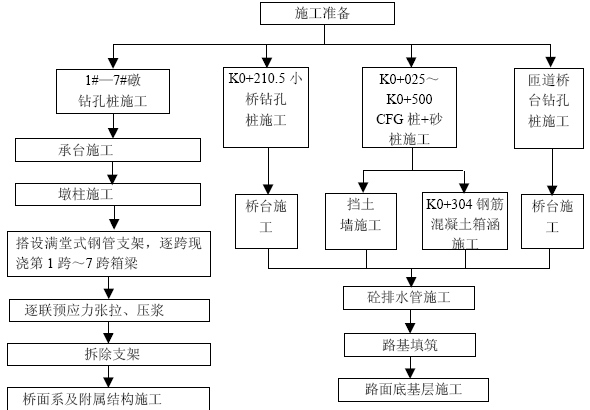 施工准备
1#—7#礅
钻孔桩施工
K0+210.5 小
桥钻孔
桩施工
K0+025～
K0+500
CFG 桩+砂
桩施工
匝道桥
台钻孔
桩施工
承台施工
墩柱施工
桥台施
工
挡土
墙施工
K0+304 钢筋
混凝土箱涵
施工
桥台施
工
搭设满堂式钢管支架，逐跨现
浇第 1 跨～7 跨箱梁
逐联预应力张拉、压浆
拆除支架
桥面系及附属结构施工
砼排水管施工
路基填筑
路面底基层施工